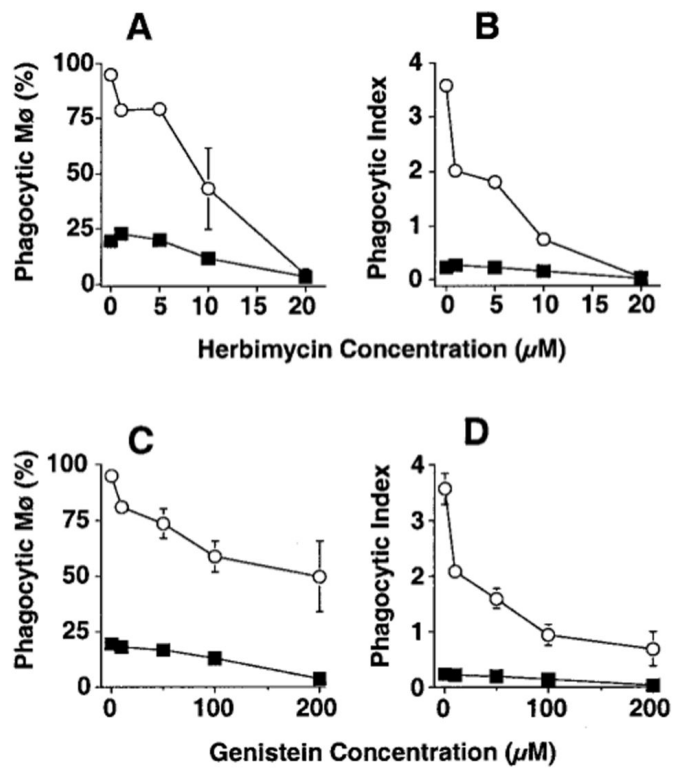 A
B
Phagocytic Mø (%)
100
75
50
25
0
0 5 10 15 20
Phagocytic Index
4
3
2
1
0
0 5 10 15 20
Herbimycin Concentration (μM)
C
D
Phagocytic Mø (%)
100
75
50
25
0
0 100 200
Phagocytic Index
4
3
2
1
0
0 100 200
Genistein Concentration (μM)